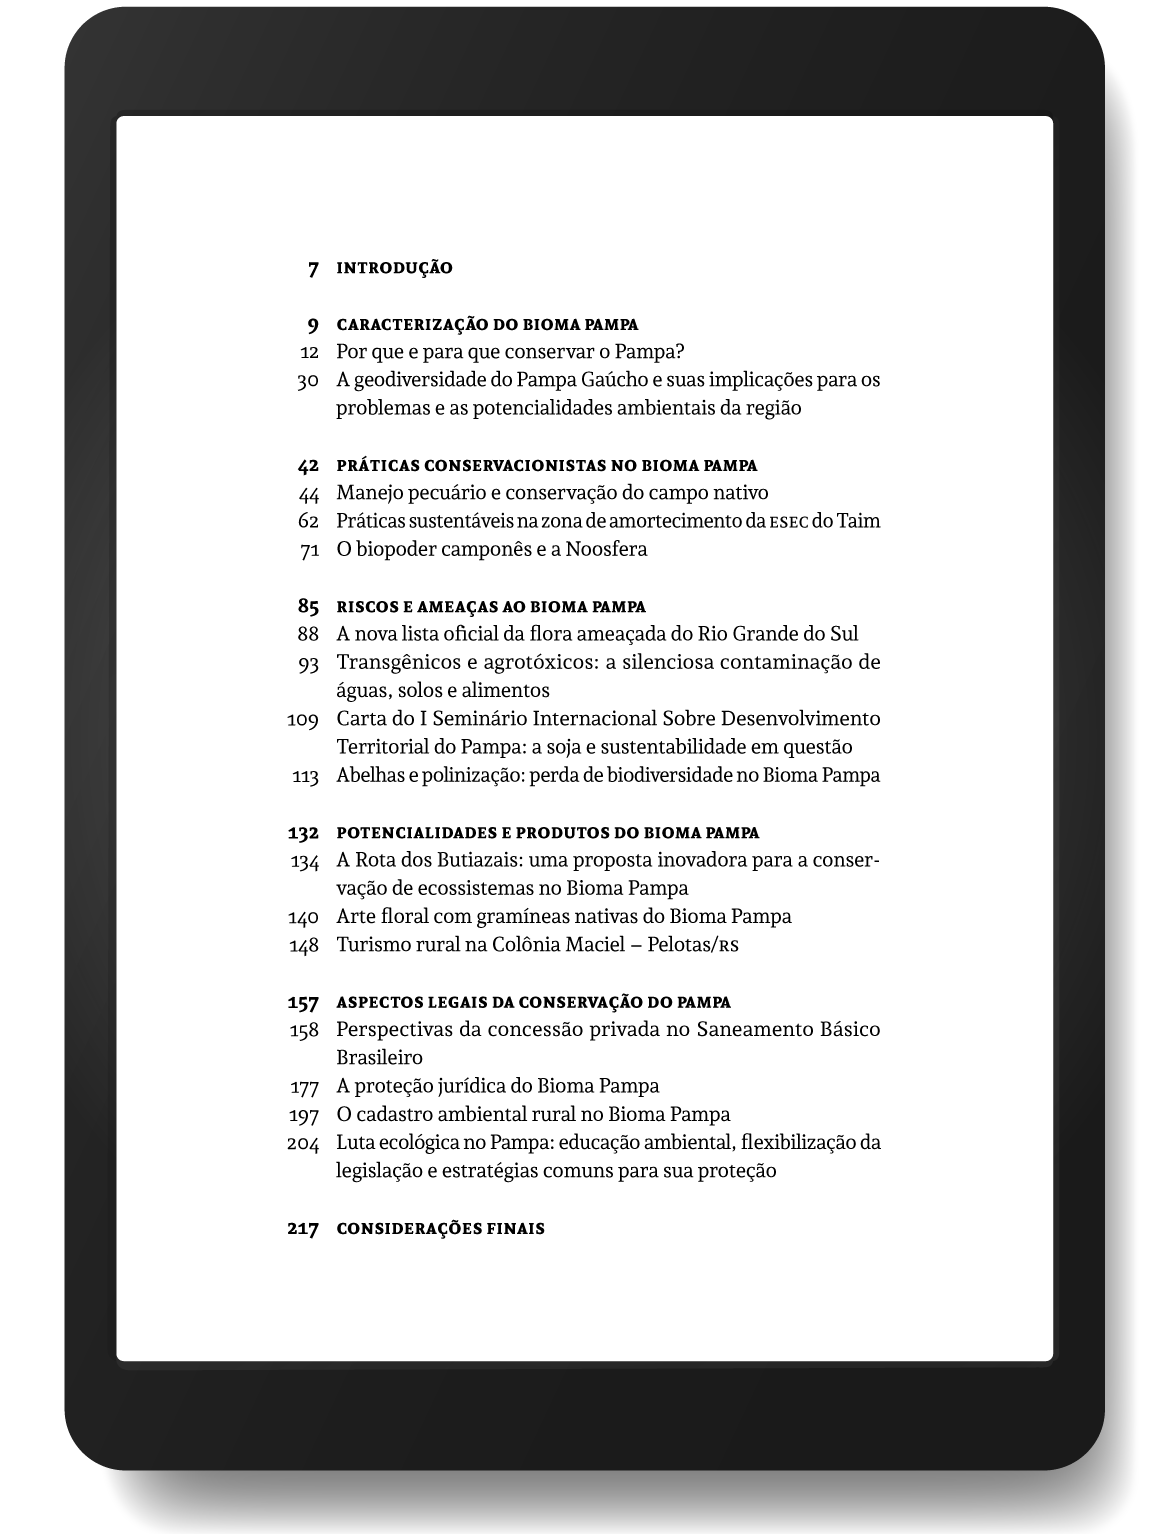 7 INTRODUÇÃO
9 CARACTERIZAÇÃO DO BIOMA PAMPA
12 Por que e para que conservar o Pampa?
30 A geodiversidade do Pampa Gaúcho e suas implicações para os
problemas e as potencialidades ambientais da região
42 PRÁTICAS CONSERVACIONISTAS NO BIOMA PAMPA
44 Manejo pecuário e conservação do campo nativo
62 Práticas sustentáveis na zona de amortecimento da ESEC do Taim
71 O biopoder camponês e a Noosfera
85 RISCOS E AMEAÇAS AO BIOMA PAMPA
88 A nova lista oficial da flora ameaçada do Rio Grande do Sul
93 Transgênicos e agrotóxicos: a silenciosa contaminação de
águas, solos e alimentos
109 Carta do I Seminário Internacional Sobre Desenvolvimento
Territorial do Pampa: a soja e sustentabilidade em questão
113 Abelhas e polinização: perda de biodiversidade no Bioma Pampa
132 POTENCIALIDADES E PRODUTOS DO BIOMA PAMPA
134 A Rota dos Butiazais: uma proposta inovadora para a conser-
vação de ecossistemas no Bioma Pampa
140 Arte floral com gramíneas nativas do Bioma Pampa
148 Turismo rural na Colônia Maciel – Pelotas/RS
157 ASPECTOS LEGAIS DA CONSERVAÇÃO DO PAMPA
158 Perspectivas da concessão privada no Saneamento Básico
Brasileiro
177 A proteção jurídica do Bioma Pampa
197 O cadastro ambiental rural no Bioma Pampa
204 Luta ecológica no Pampa: educação ambiental, flexibilização da
legislação e estratégias comuns para sua proteção
217 CONSIDERAÇÕES FINAIS